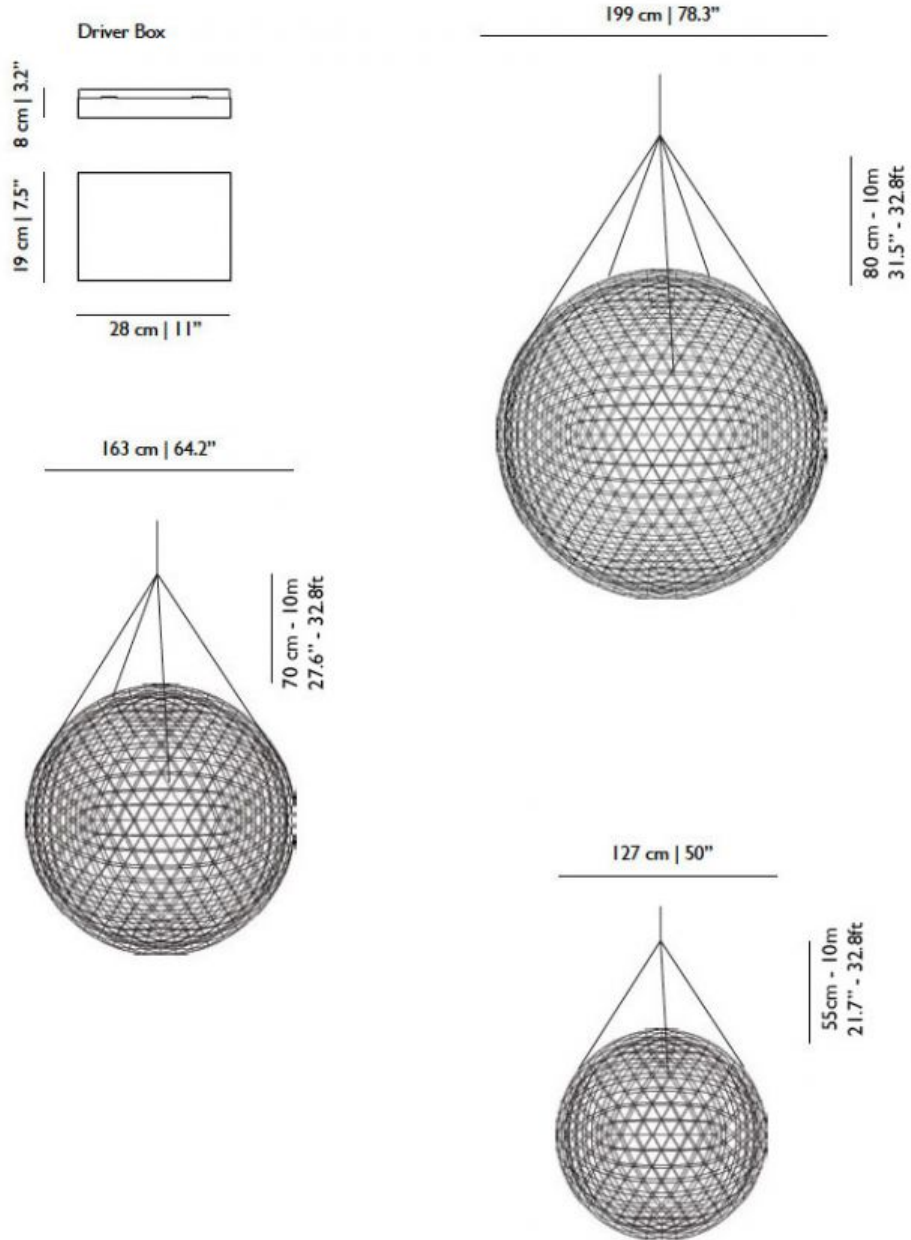 Driver Box
8 cm | 3.2”
19 cm | 7.5”
28 cm | 11”
199 cm | 78.3”
80 cm - 10m
31.5” - 32.8ft
163 cm | 64.2”
70 cm - 10m
27.6” - 32.8ft
127 cm | 50”
55cm - 10m
21.7” - 32.8ft